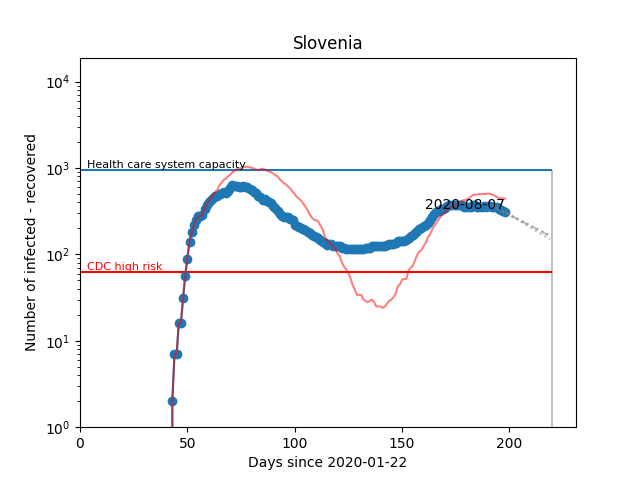 Slovenia
Number of infected - recovered
10⁴
10³
10²
10¹
10⁰
Health care system capacity
2020-08-07
CDC high risk
0 50 100 150 200
Days since 2020-01-22